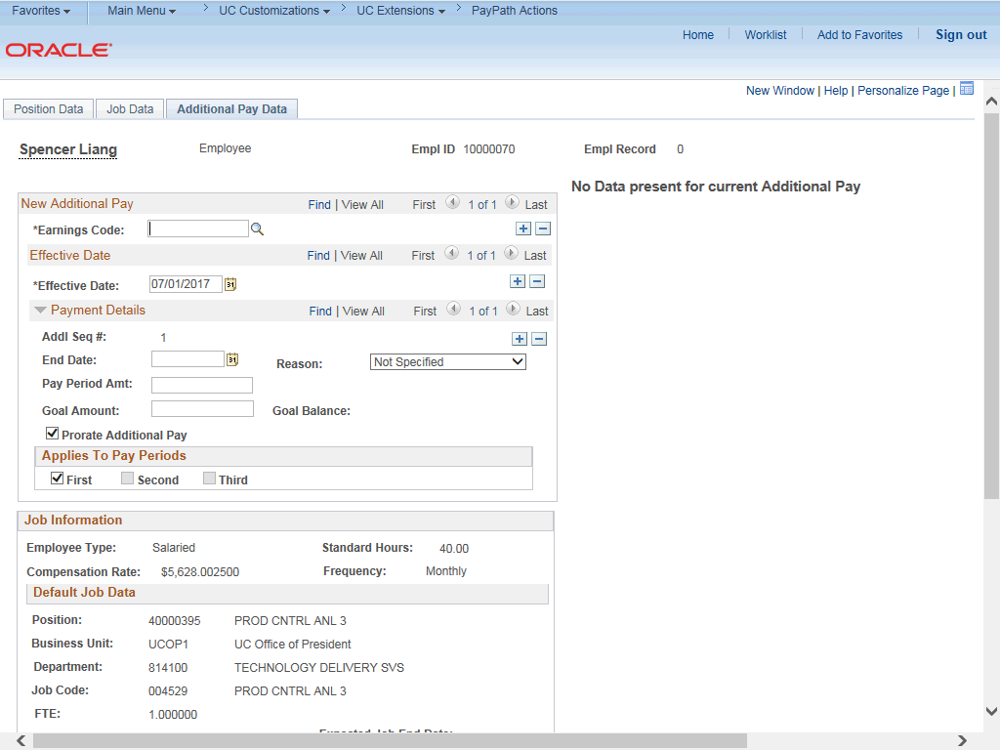 Favorites Main Menu UC Customizations UC Extensions PayPath Actions
Home Worklist Add to Favorites Sign out
ORACLE
New Window | Help | Personalize Page |
Position Data Job Data Additional Pay Data
Spencer Liang Employee Empl ID 10000070 Empl Record 0
No Data present for current Additional Pay
New Additional Pay Find | View All First 1 of 1 Last
*Earnings Code:
Effective Date Find | View All First 1 of 1 Last
*Effective Date: 07/01/2017
Payment Details Find | View All First 1 of 1 Last
Addl Seq #: 1
End Date: Reason: Not Specified
Pay Period Amt:
Goal Amount: Goal Balance:
Prorate Additional Pay
Applies To Pay Periods
First Second Third
Job Information
Employee Type: Salaried Standard Hours: 40.00
Compensation Rate: $5,628.002500 Frequency: Monthly
Default Job Data
Position: 40000395 PROD CNTRL ANL 3
Business Unit: UCOP1 UC Office of President
Department: 814100 TECHNOLOGY DELIVERY SVS
Job Code: 004529 PROD CNTRL ANL 3
FTE: 1.000000
Expected Job End Date: